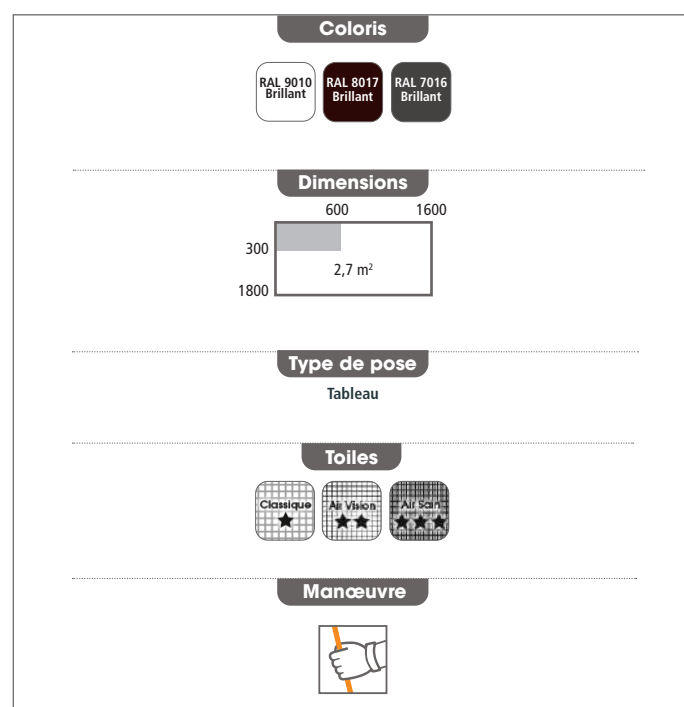 Coloris
RAL 9010 RAL 8017 RAL 7016
Brillant Brillant Brillant
Dimensions
600 1600
300
2,7 m²
1800
Type de pose
Tableau
Toiles
Classique Air Vision Air Sain
Manœuvre